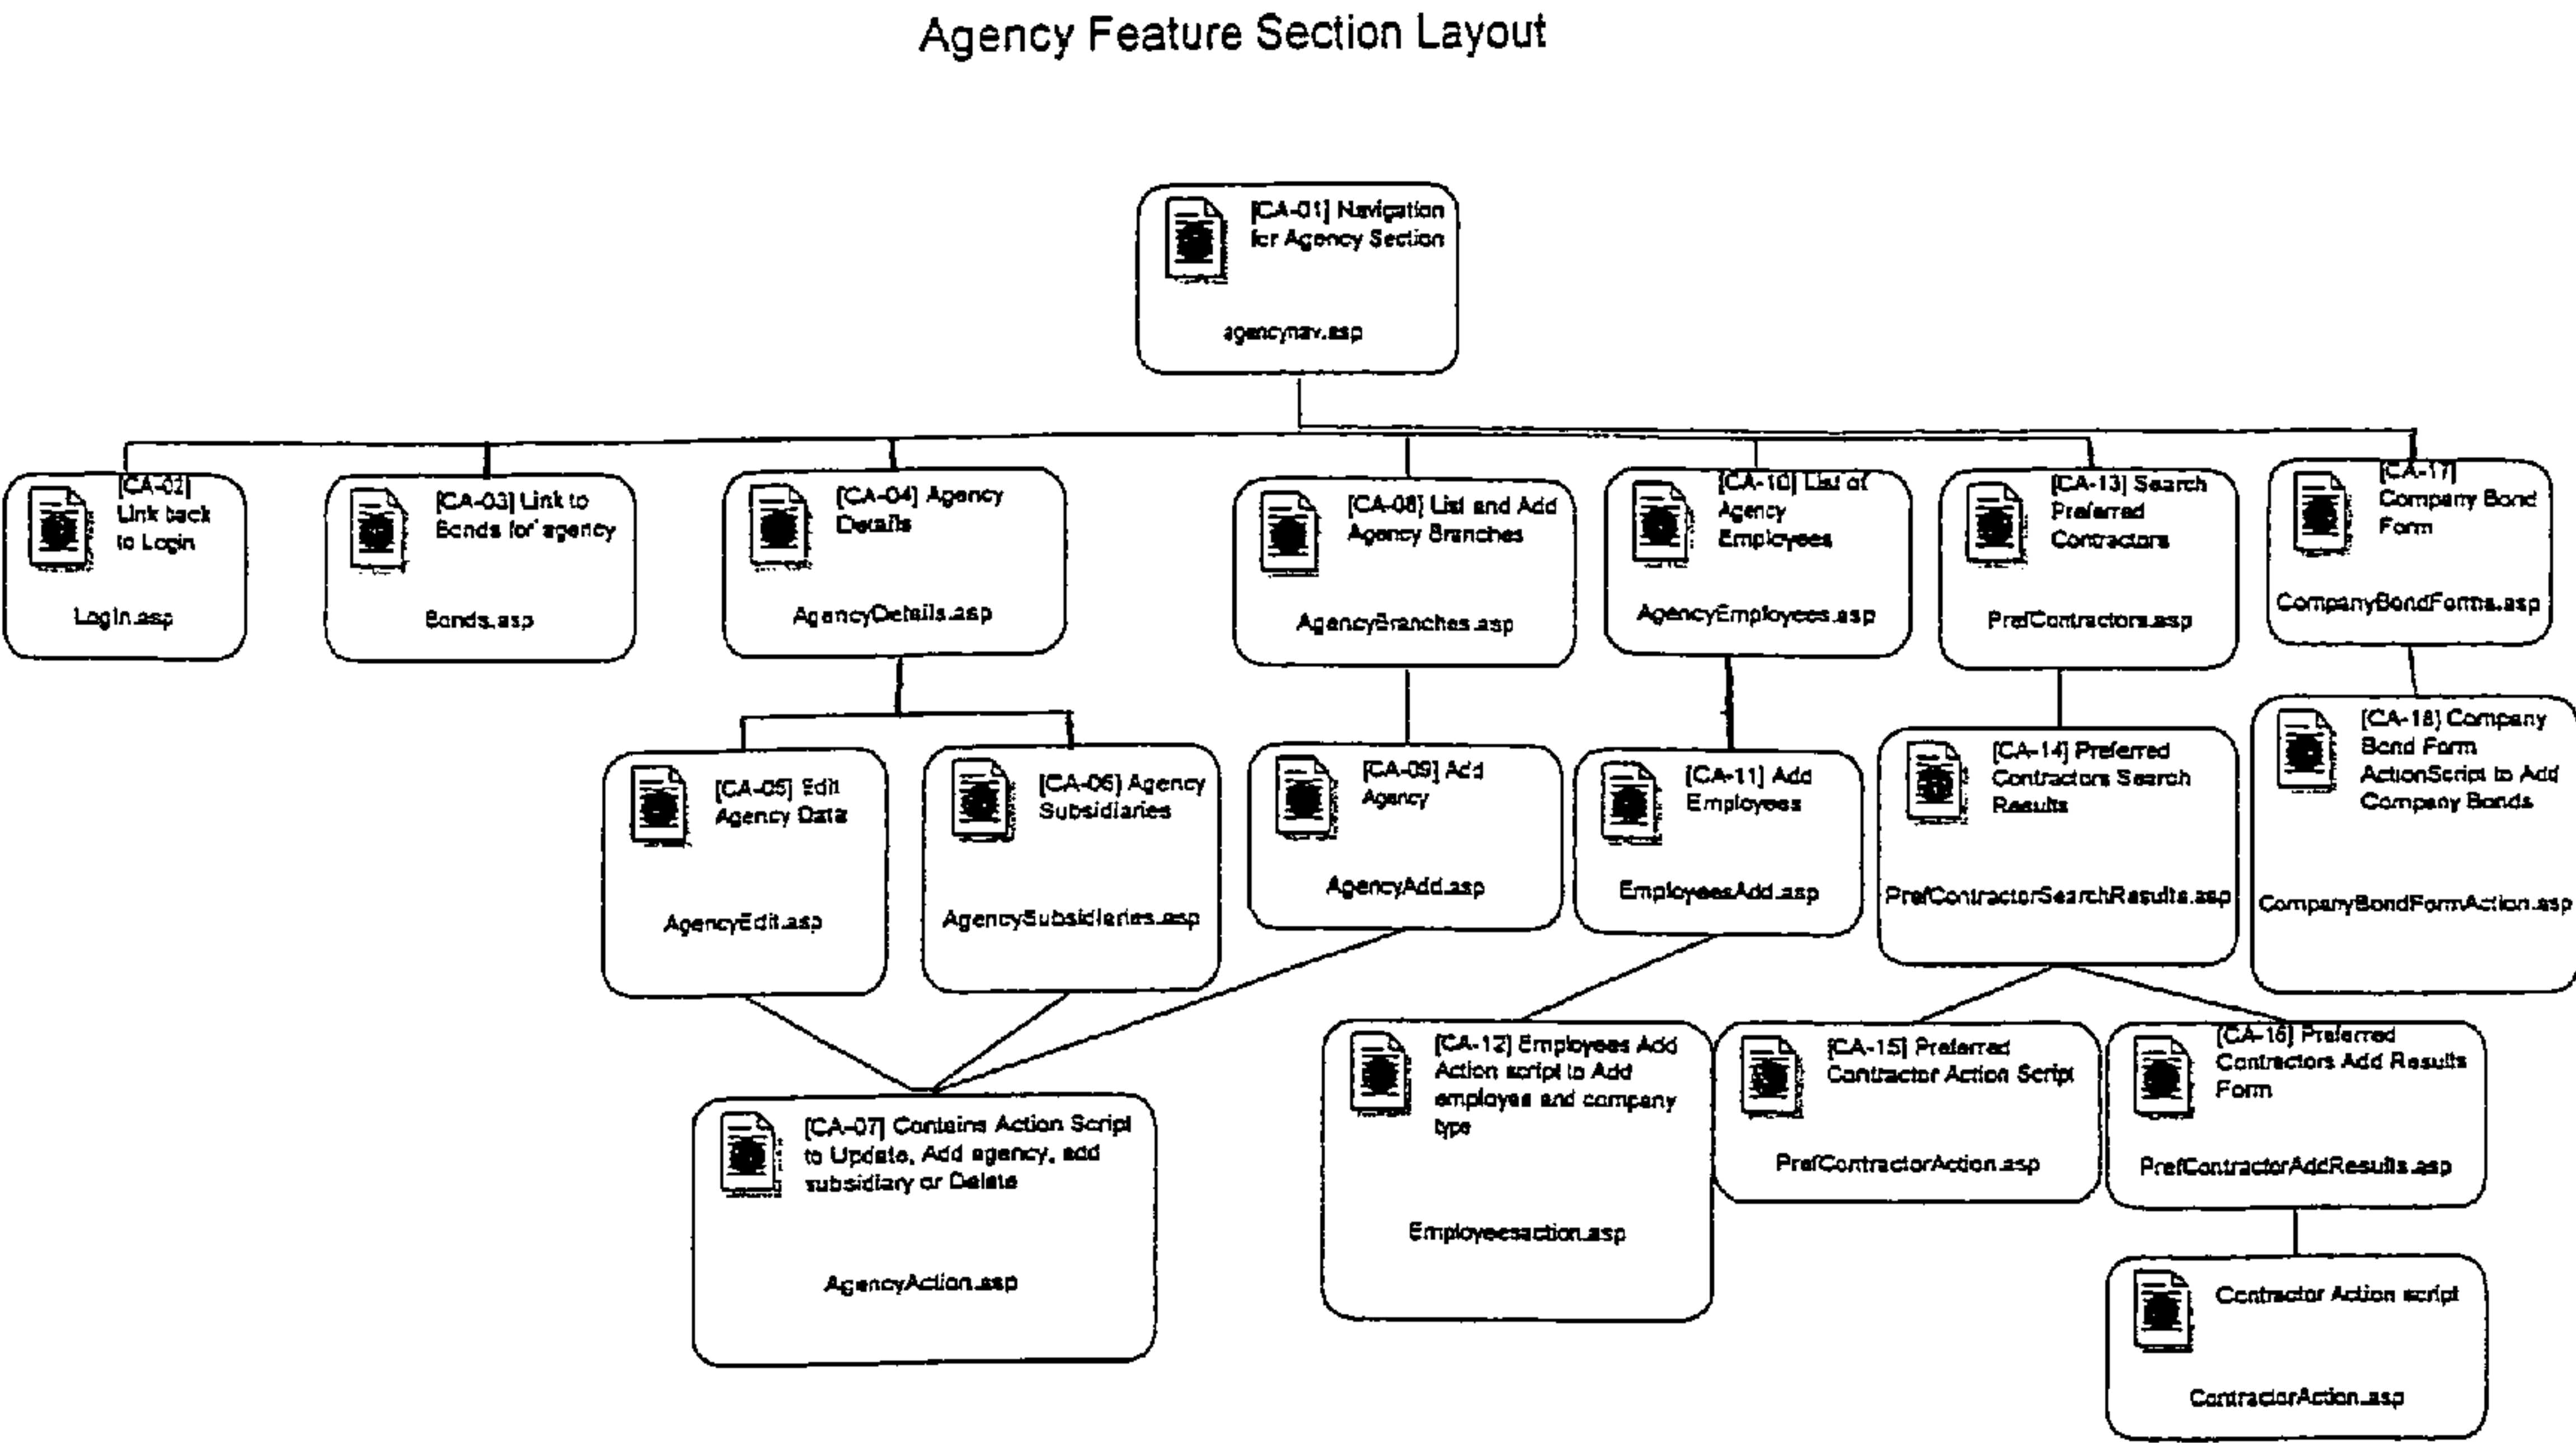 Agency Feature Section Layout
[CA-01] Navigation
for Agency Section
agencynav.asp
[CA-02]
Link back
to Login
Login.asp
[CA-03] Link to
Bonds for agency
Bonds.asp
[CA-04] Agency
Details
AgencyDetails.asp
[CA-08] List and Add
Agency Branches
AgencyBranches.asp
[CA-10] List of
Agency
Employees
AgencyEmployees.asp
[CA-13] Search
Preferred
Contractors
PrefContractors.asp
[CA-17]
Company Bond
Form
CompanyBondForms.asp
[CA-05] Edit
Agency Data
AgencyEdit.asp
[CA-06] Agency
Subsidiaries
AgencySubsidiaries.asp
[CA-09] Add
Agency
AgencyAdd.asp
[CA-11] Add
Employees
EmployeesAdd.asp
[CA-14] Preferred
Contractors Search
Results
PrefContractorSearchResults.asp
[CA-18] Company
Bond Form
ActionScript to Add
Company Bonds
CompanyBondFormAction.asp
[CA-07] Contains Action Script
to Update, Add agency, add
subsidiary or Delete
AgencyAction.asp
[CA-12] Employees Add
Action script to Add
employee and company
type
Employeesaction.asp
[CA-15] Preferred
Contractor Action Script
PrefContractorAction.asp
[CA-16] Preferred
Contractors Add Results
Form
PrefContractorAddResults.asp
Contractor Action script
ContractorAction.asp